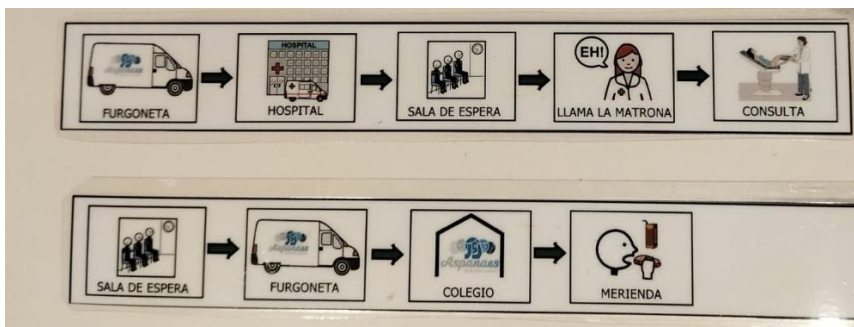 HOSPITAL
EH!
FURGONETA
HOSPITAL
SALA DE ESPERA
LLAMA LA MATRONA
CONSULTA
Aspanaes
Aspanaes
SALA DE ESPERA
FURGONETA
COLEGIO
MERIENDA